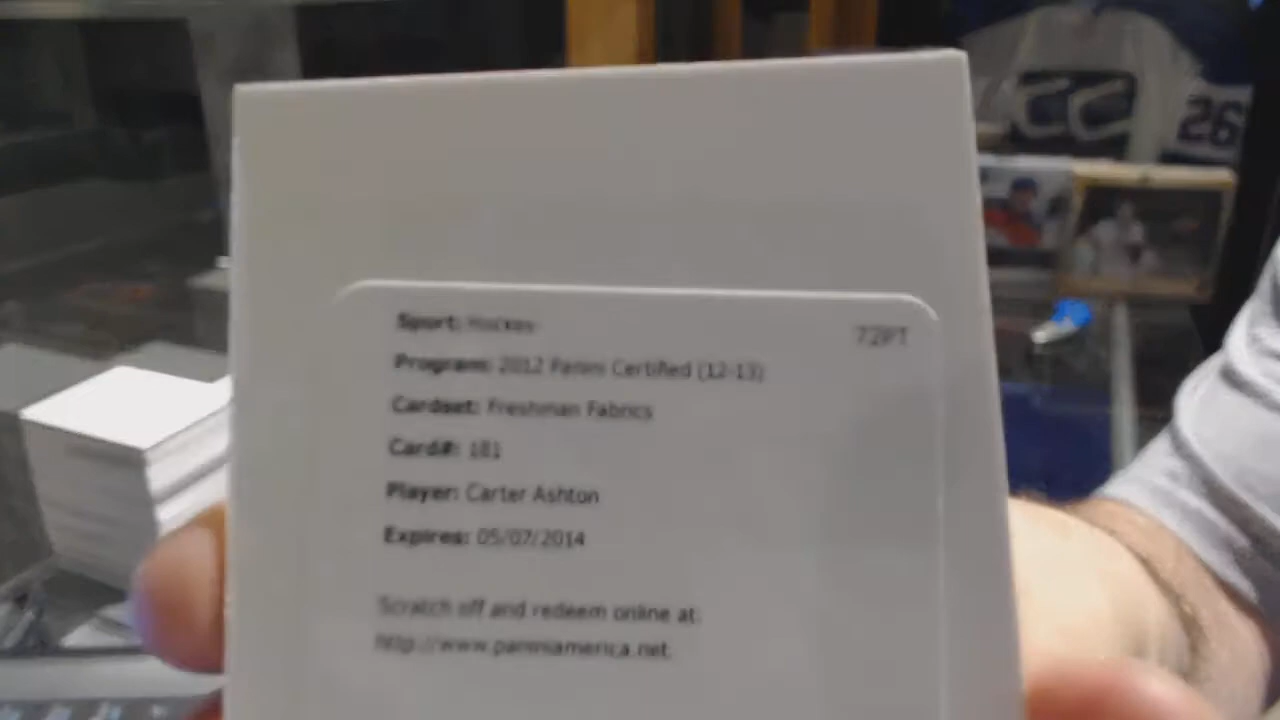 Sport: Hockey
72PT
Program: 2012 Panini Certified (12-13)
Cardset: Freshman Fabrics
Card#: 181
Player: Carter Ashton
Expires: 05/07/2014
Scratch off and redeem online at:
http://www.paniniamerica.net
26